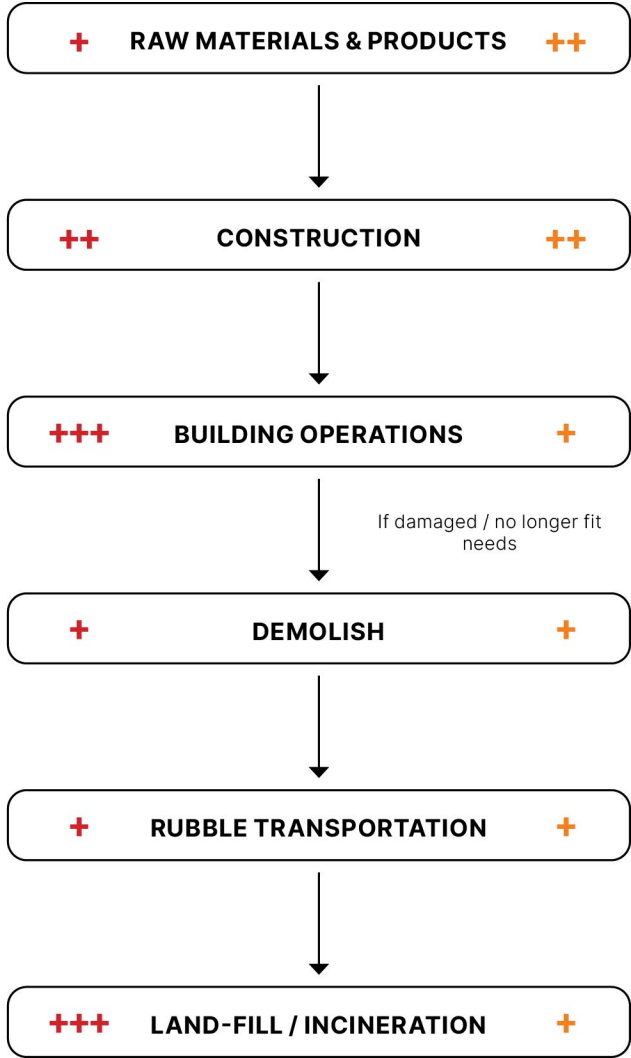 + RAW MATERIALS & PRODUCTS ++
++ CONSTRUCTION ++
+++ BUILDING OPERATIONS +
If damaged / no longer fit
needs
+ DEMOLISH +
+ RUBBLE TRANSPORTATION +
+++ LAND-FILL / INCINERATION +